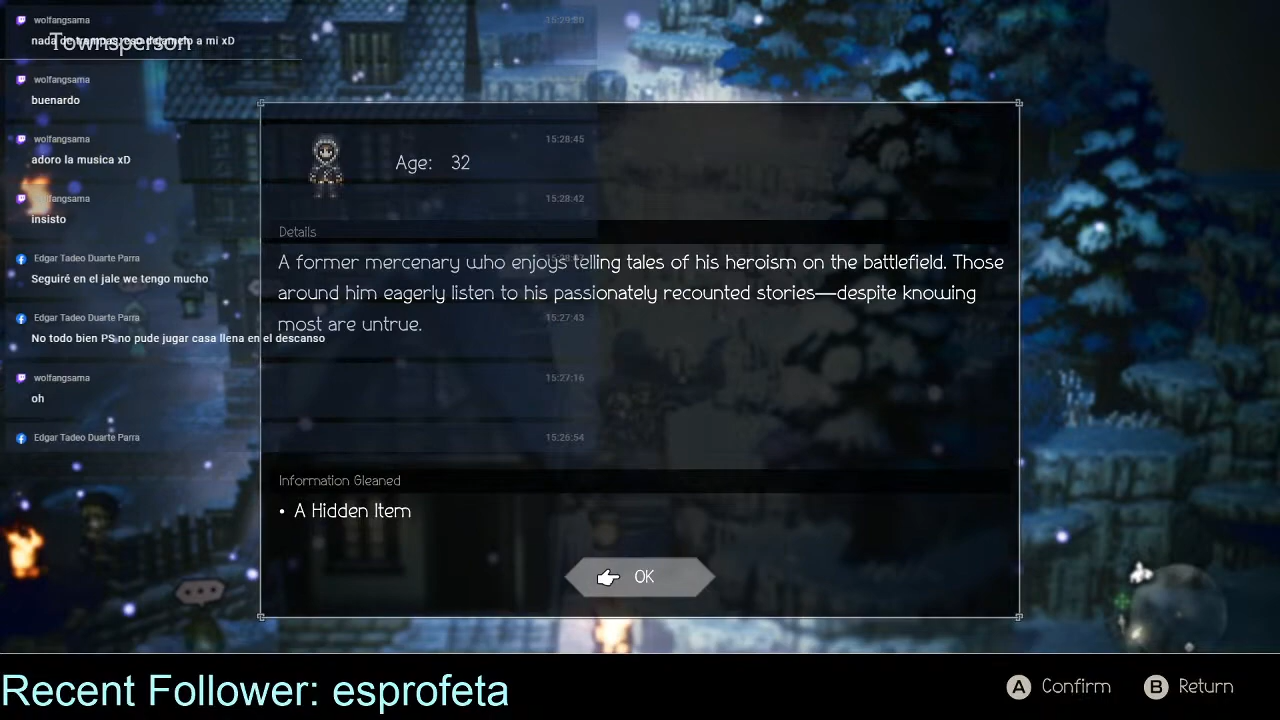 wolfangsama 15:29:30
Townsperson
wolfangsama
buenardo
wolfangsama 15:28:45
adoro la musica xD
wolfangsama 15:28:42
insisto
Edgar Tadeo Duarte Parra
Seguiré en el jale we tengo mucho
Edgar Tadeo Duarte Parra 15:27:43
No todo bien PS no pude jugar casa llena en el descanso
wolfangsama 15:27:16
oh
Edgar Tadeo Duarte Parra 15:26:54
Age: 32
Details
A former mercenary who enjoys telling tales of his heroism on the battlefield. Those
around him eagerly listen to his passionately recounted stories—despite knowing
most are untrue.
Information Gleaned
• A Hidden Item
OK
Recent Follower: esprofeta
A Confirm B Return